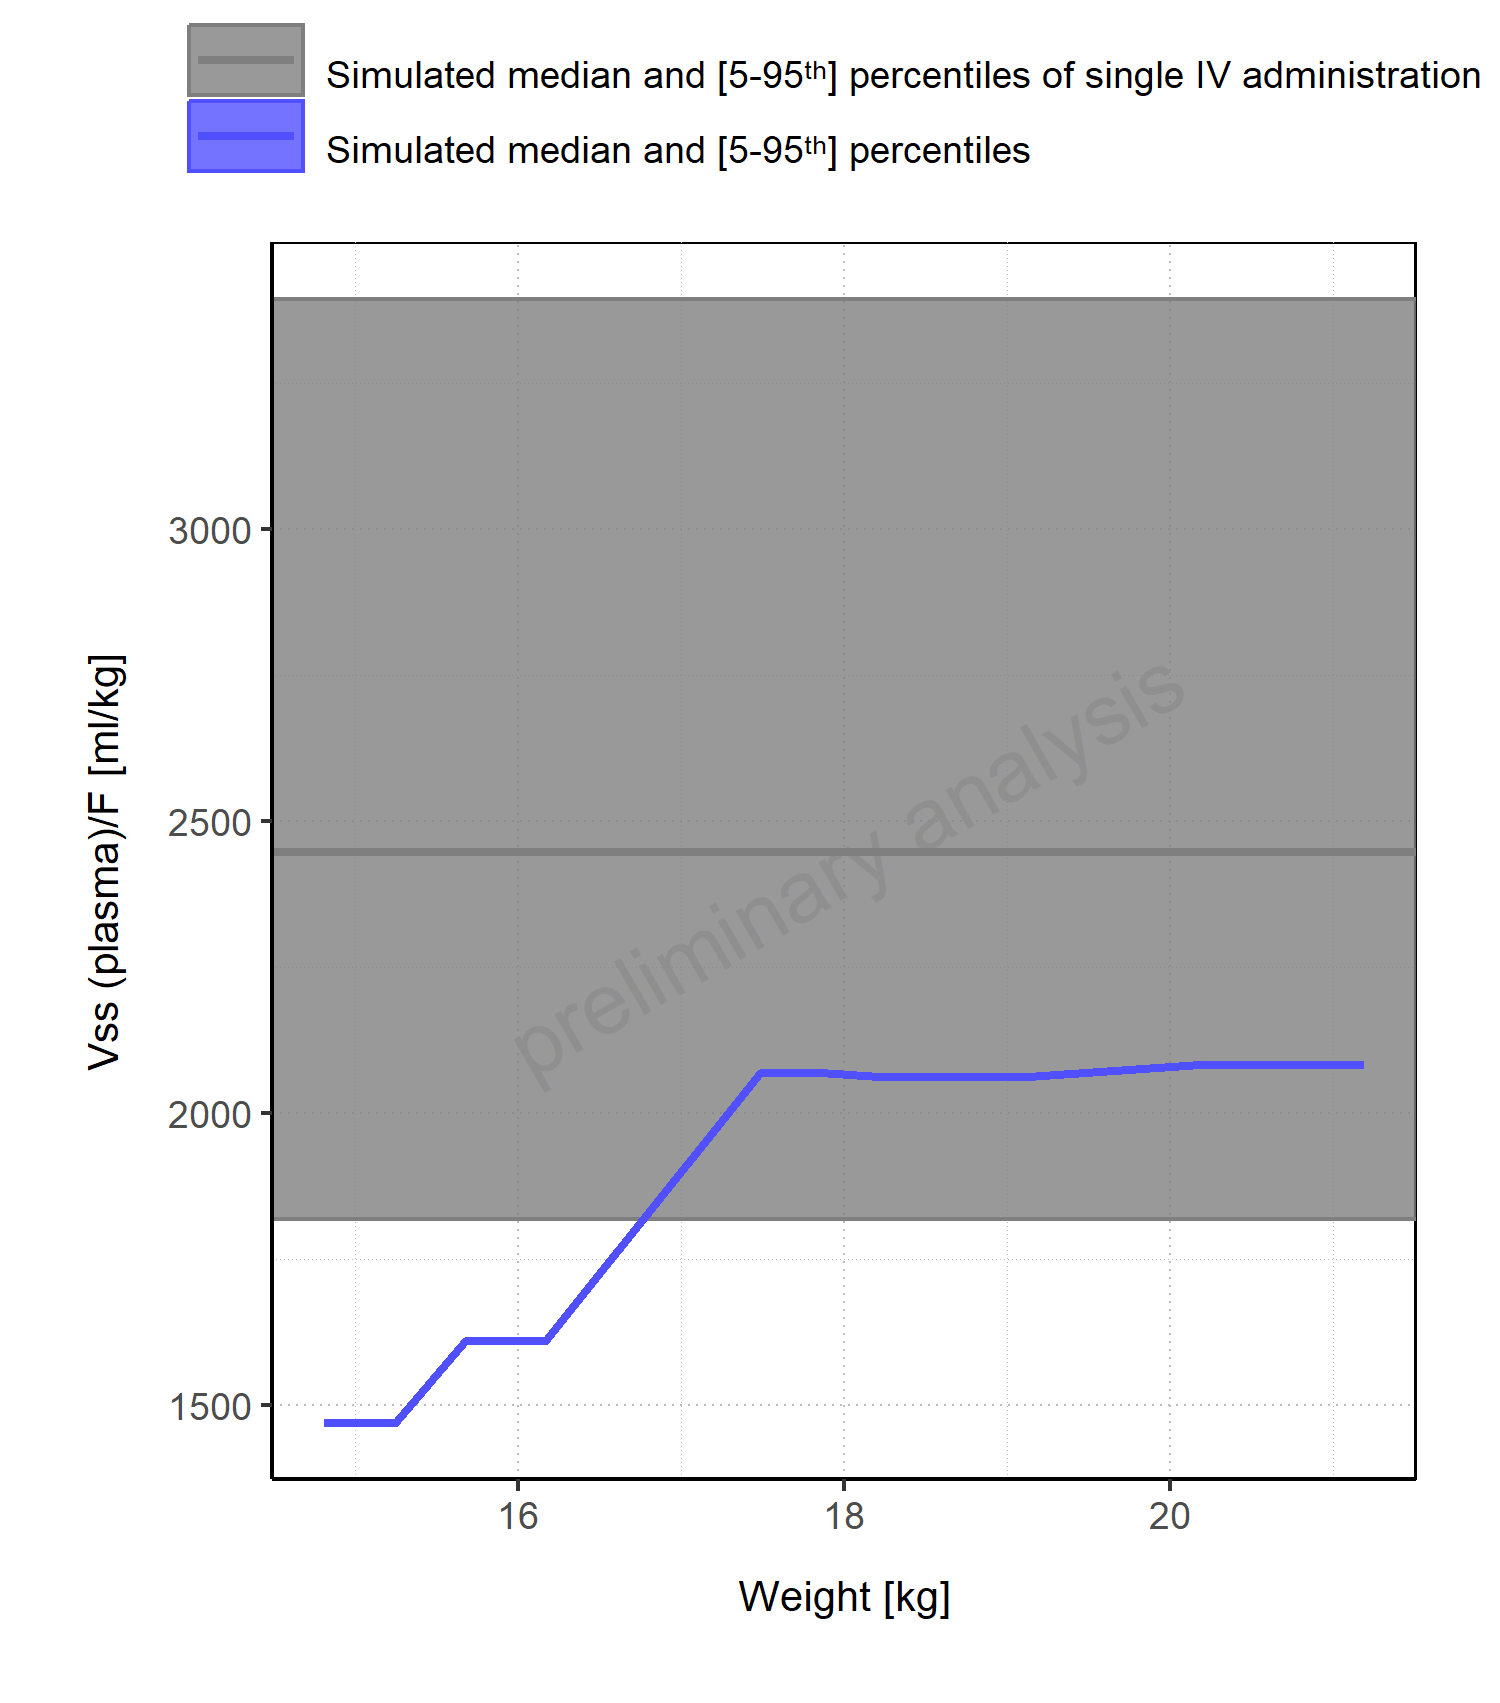 Simulated median and [5-95th] percentiles of single IV administration
Simulated median and [5-95th] percentiles
3000
2500
2000
1500
Vss (plasma)/F [ml/kg]
preliminary analysis
16 18 20
Weight [kg]